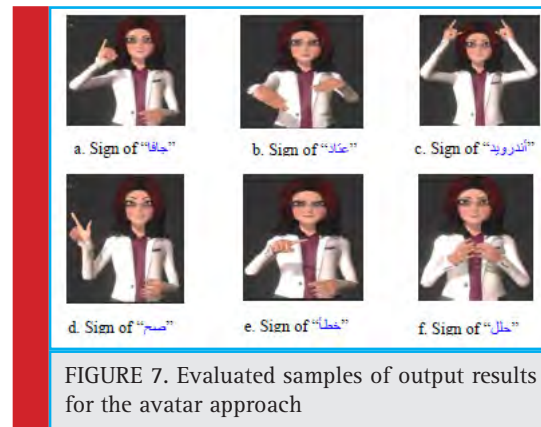 a. Sign of “جافا”
b. Sign of “عتاد”
c. Sign of “أندرويد”
d. Sign of “صح”
e. Sign of “خطأ”
f. Sign of “حلل”
FIGURE 7. Evaluated samples of output results
for the avatar approach